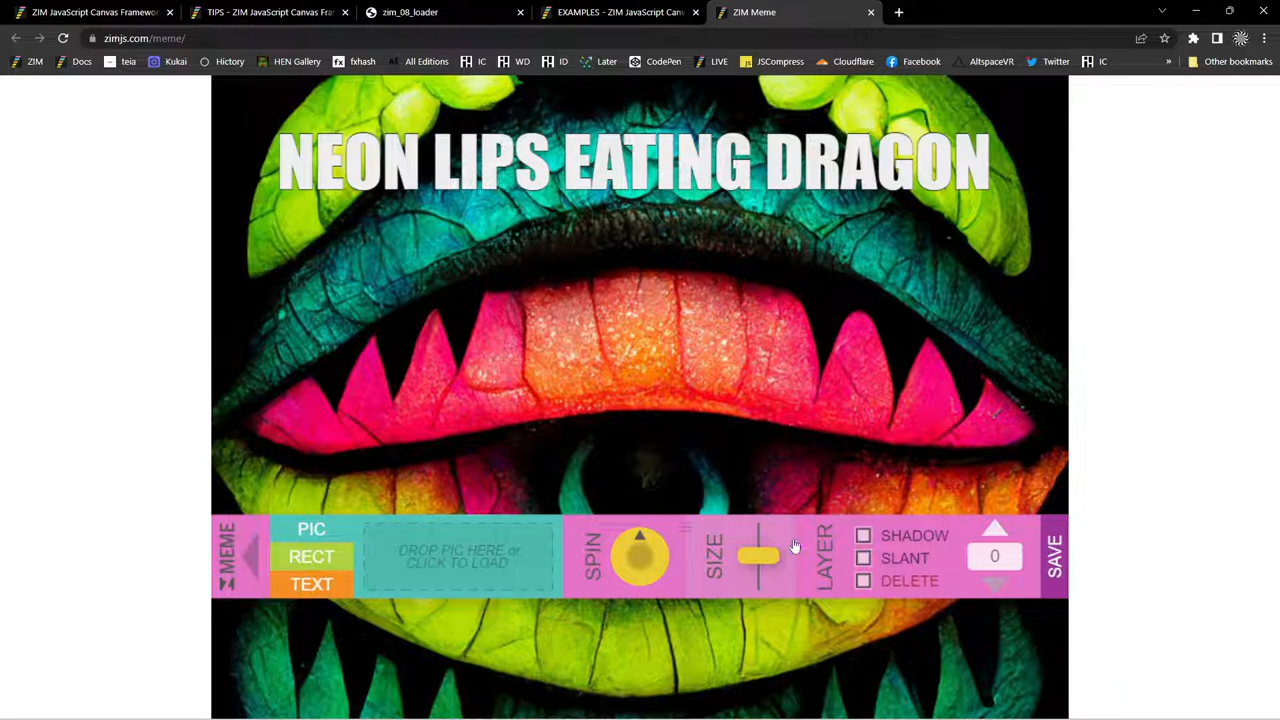 ZIM JavaScript Canvas Framewo
TIPS - ZIM JavaScript Canvas Fra
zim_08_loader
EXAMPLES - ZIM JavaScript Canv
ZIM Meme
zimjs.com/meme/
ZIM
Docs
teia
Kukai
Hictory
HEN Gallery
fxhash
All Editions
IC
WD
ID
Later
CodePen
LIVE
JSCompress
Cloudflare
Facebook
AltspaceVR
Twitter
IC
»
Other bookmarks
NEON LIPS EATING DRAGON
MEME
PIC
RECT
TEXT
DROP PIC HERE or
CLICK TO LOAD
SPIN
SIZE
LAYER
SHADOW
SLANT
DELETE
0
SAVE